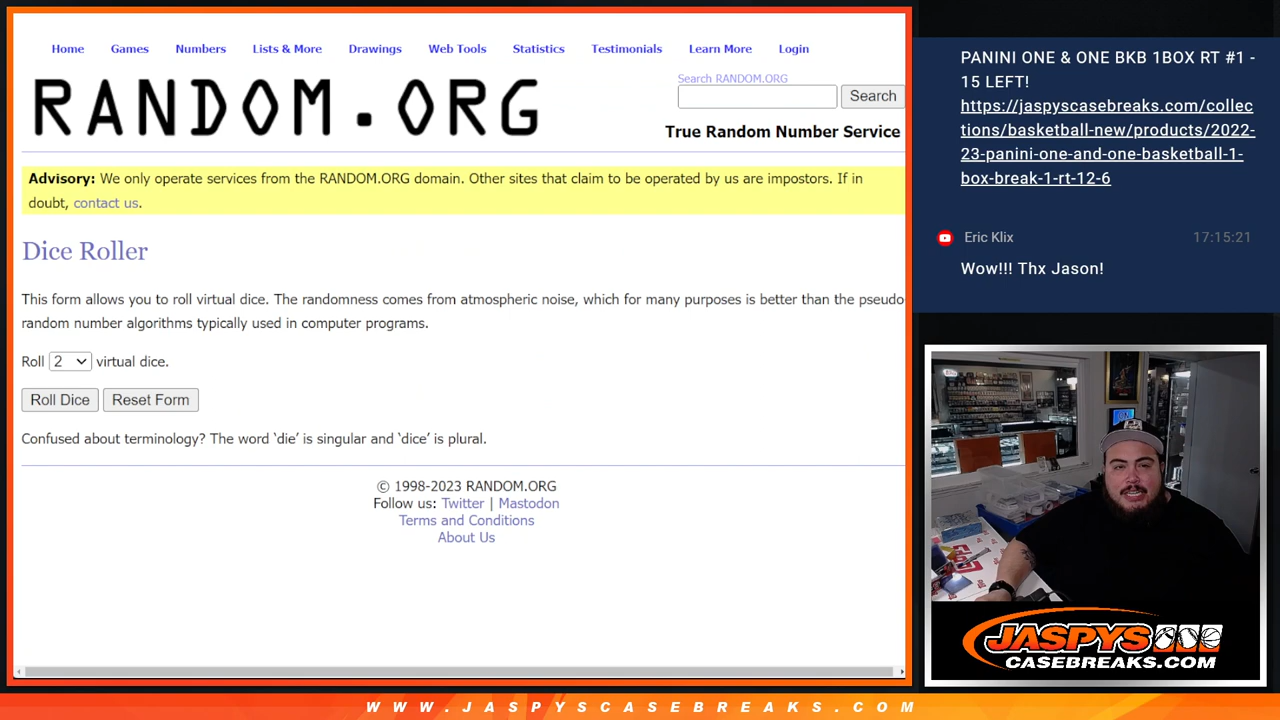 Home Games Numbers Lists & More Drawings Web Tools Statistics Testimonials Learn More Login
RANDOM.ORG
Search RANDOM.ORG
Search
True Random Number Service
Advisory: We only operate services from the RANDOM.ORG domain. Other sites that claim to be operated by us are impostors. If in
doubt, contact us.
Dice Roller
This form allows you to roll virtual dice. The randomness comes from atmospheric noise, which for many purposes is better than the pseudo-
random number algorithms typically used in computer programs.
Roll 2 virtual dice.
Roll Dice Reset Form
Confused about terminology? The word ‘die’ is singular and ‘dice’ is plural.
© 1998-2023 RANDOM.ORG
Follow us: Twitter | Mastodon
Terms and Conditions
About Us
PANINI ONE & ONE BKB 1BOX RT #1 -
15 LEFT!
https://jaspyscasebreaks.com/collec
tions/basketball-new/products/2022-
23-panini-one-and-one-basketball-1-
box-break-1-rt-12-6
Eric Klix 17:15:21
Wow!!! Thx Jason!
JASPYS
CASEBREAKS.COM
WWW.JASPYSCASEBREAKS.COM